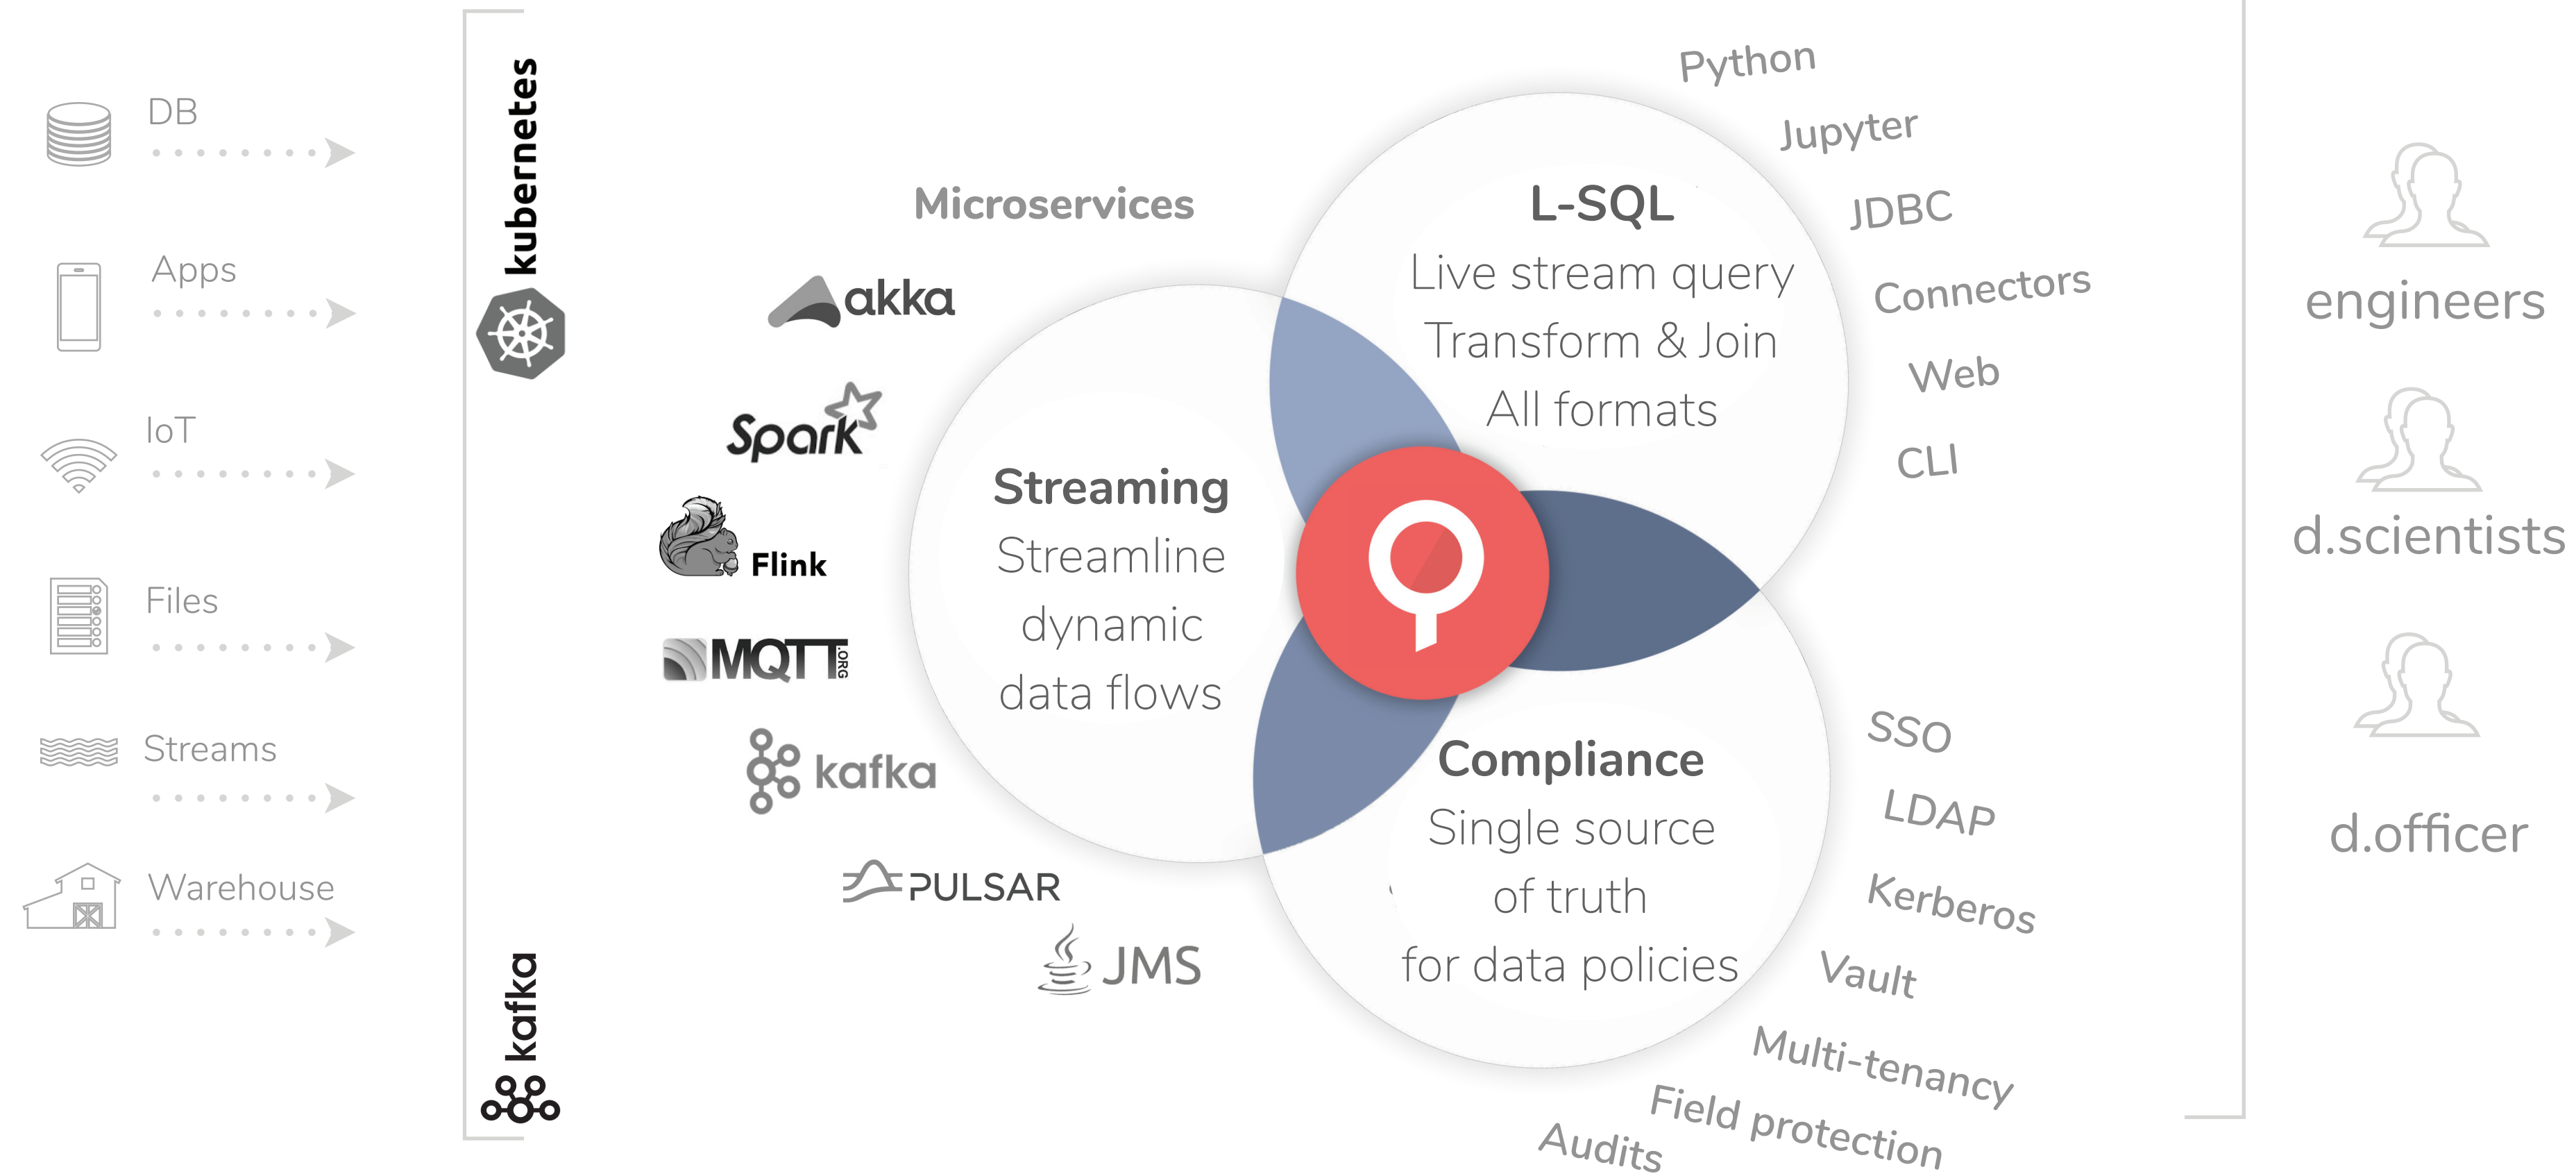 DB
Apps
IoT
Files
Streams
Warehouse
kubernetes
kafka
Microservices
akka
Spark
Flink
MQTT.ORG
kafka
PULSAR
JMS
Streaming
Streamline
dynamic
data flows
L-SQL
Live stream query
Transform & Join
All formats
Compliance
Single source
of truth
for data policies
Python
Jupyter
JDBC
Connectors
Web
CLI
SSO
LDAP
Kerberos
Vault
Multi-tenancy
Field protection
Audits
engineers
d.scientists
d.officer